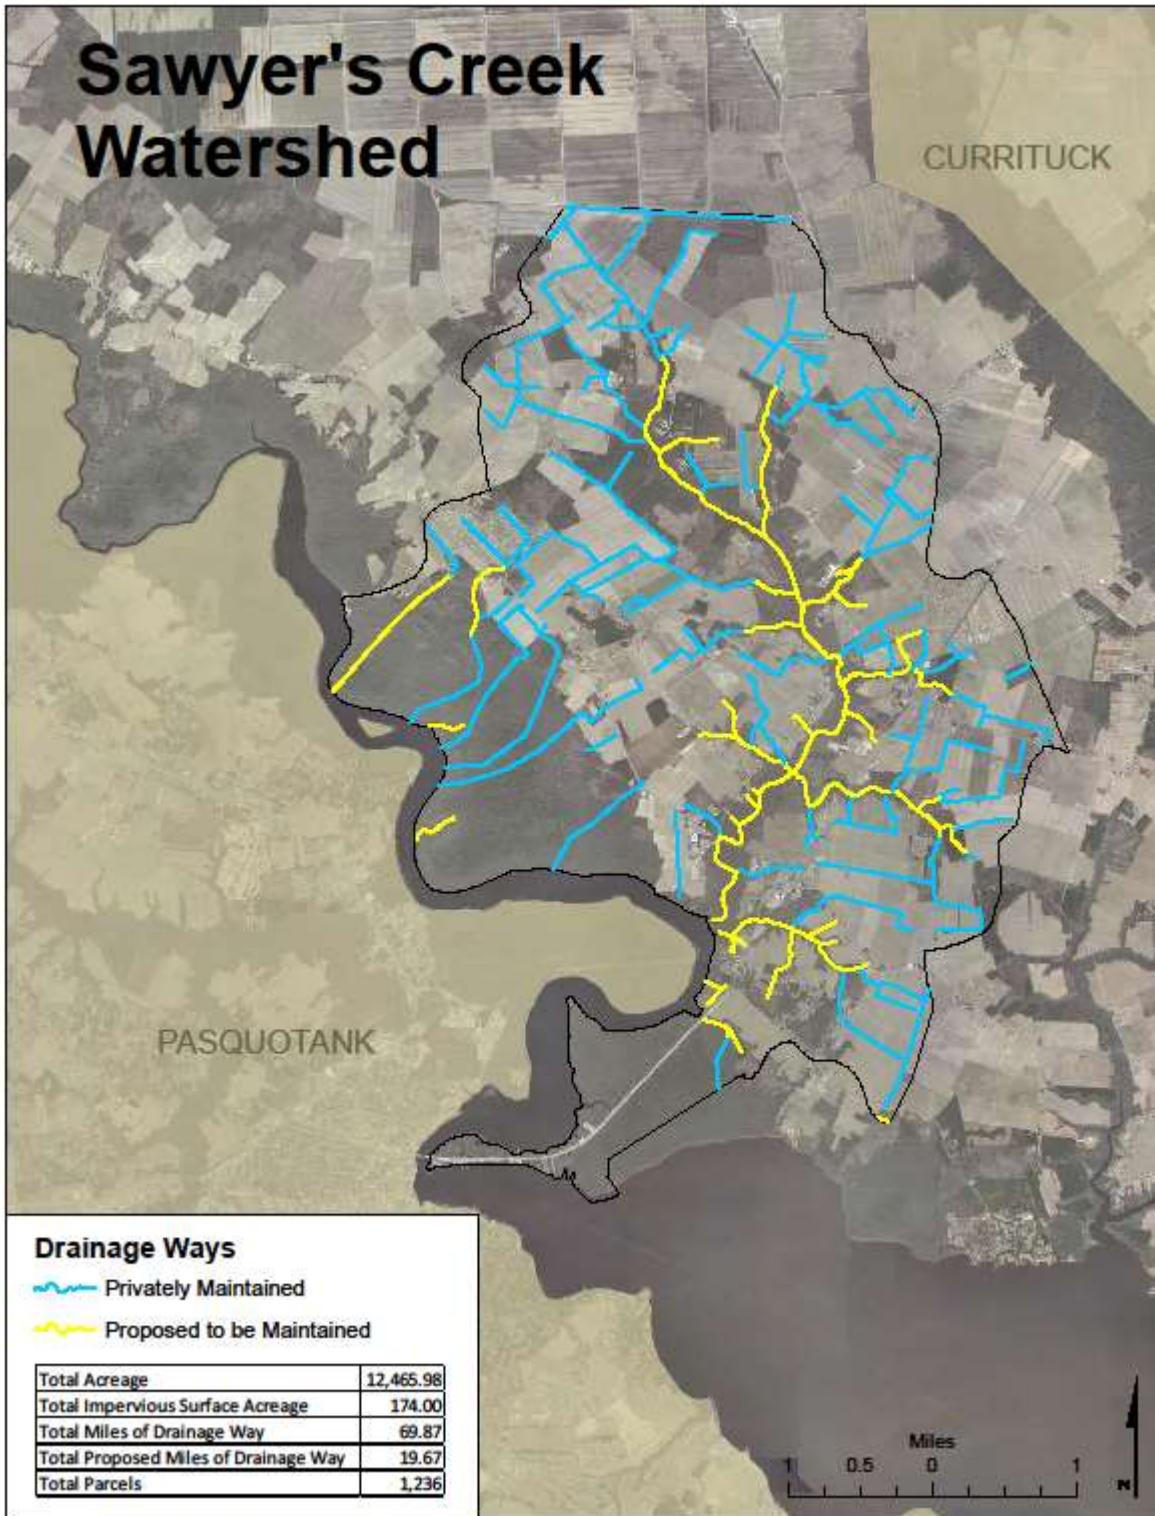 Sawyer's Creek
Watershed
CURRITUCK
PASQUOTANK
Drainage Ways
Privately Maintained
Proposed to be Maintained
Total Acreage 12,465.98
Total Impervious Surface Acreage 174.00
Total Miles of Drainage Way 69.87
Total Proposed Miles of Drainage Way 19.67
Total Parcels 1,236
Miles
1 0.5 0 1
N